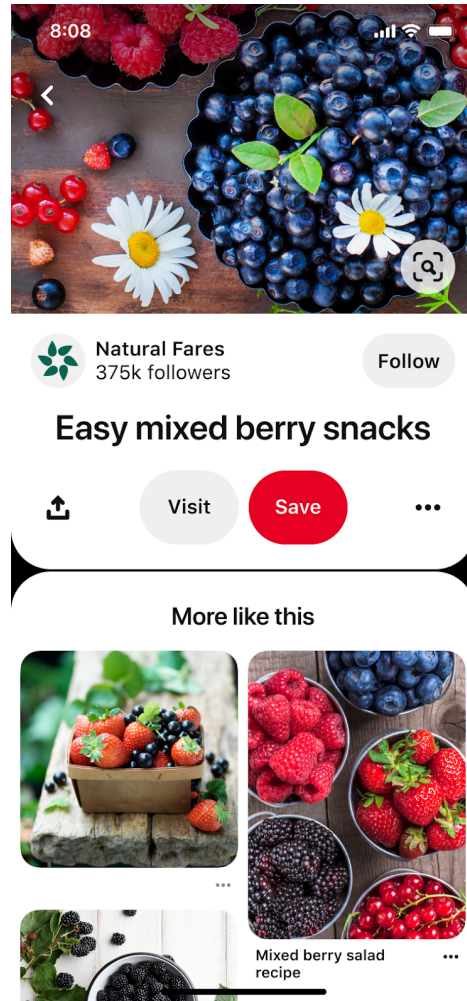 8:08
Natural Fares
375k followers
Follow
Easy mixed berry snacks
Visit
Save
More like this
Mixed berry salad
recipe